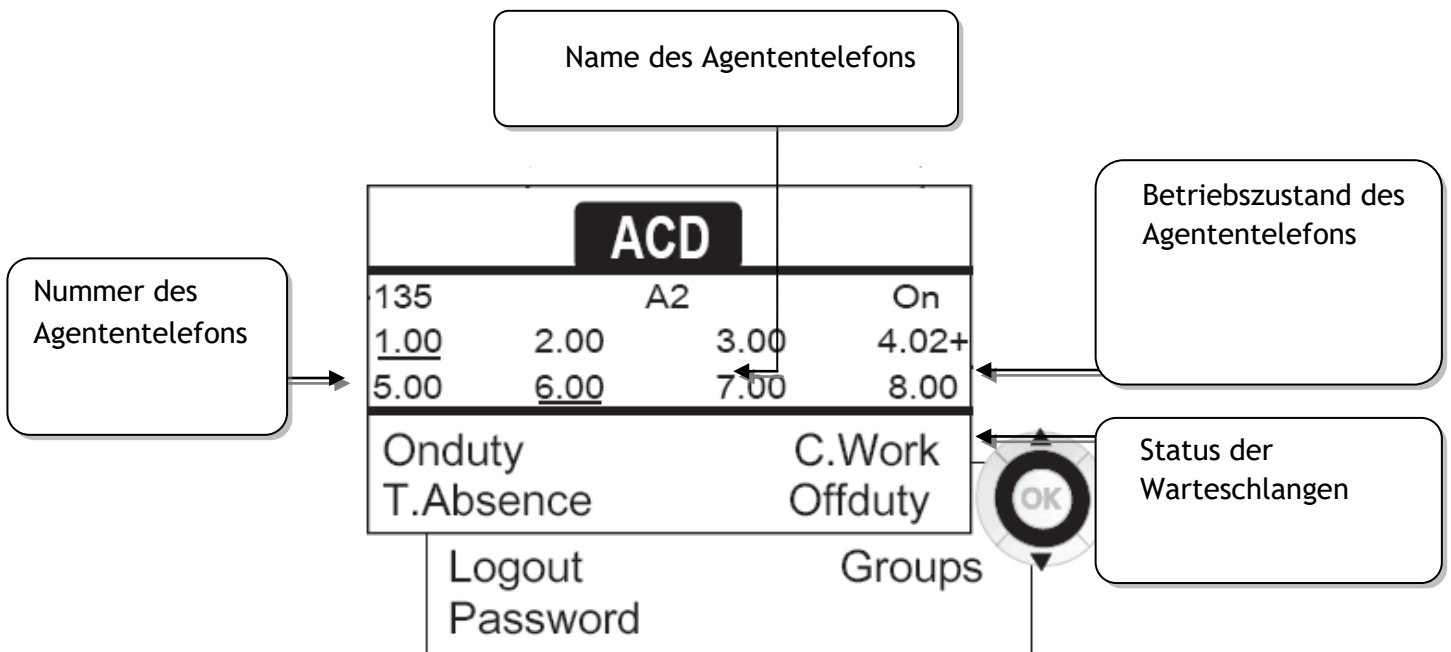 Name des Agententelefons
Betriebszustand des
Agententelefons
Nummer des
Agententelefons
ACD
135 A2 On
1.00 2.00 3.00 4.02+
5.00 6.00 7.00 8.00
Onduty C.Work
T.Absence Offduty
OK
Status der
Warteschlangen
Logout Groups
Password